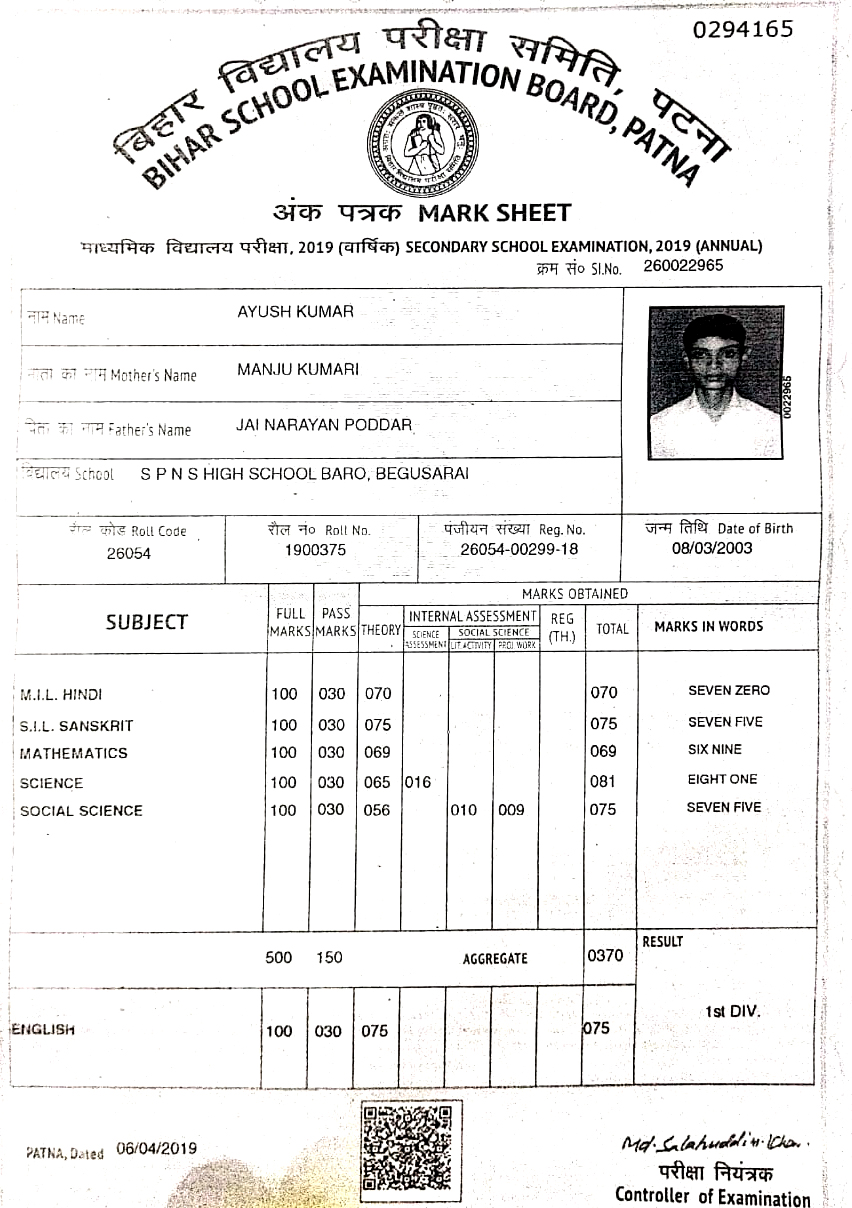 0294165
बिहार विद्यालय परीक्षा समिति, पटना
BIHAR SCHOOL EXAMINATION BOARD, PATNA
अंक पत्रक MARK SHEET
माध्यमिक विद्यालय परीक्षा, 2019 (वार्षिक) SECONDARY SCHOOL EXAMINATION, 2019 (ANNUAL)
क्रम सं० Sl.No. 260022965
नाम Name AYUSH KUMAR
माता का नाम Mother's Name MANJU KUMARI
पिता का नाम Father's Name JAI NARAYAN PODDAR
विद्यालय School S P N S HIGH SCHOOL BARO, BEGUSARAI
0022965
रौल कोड Roll Code रौल नं० Roll No. पंजीयन संख्या Reg. No. जन्म तिथि Date of Birth
26054 1900375 26054-00299-18 08/03/2003
SUBJECT FULL MARKS PASS MARKS MARKS OBTAINED
THEORY INTERNAL ASSESSMENT REG (TH.) TOTAL MARKS IN WORDS
SCIENCE ASSESSMENT SOCIAL SCIENCE
LIT.ACTIVITY PROJ. WORK
M.I.L. HINDI 100 030 070 070 SEVEN ZERO
S.I.L. SANSKRIT 100 030 075 075 SEVEN FIVE
MATHEMATICS 100 030 069 069 SIX NINE
SCIENCE 100 030 065 016 081 EIGHT ONE
SOCIAL SCIENCE 100 030 056 010 009 075 SEVEN FIVE
500 150 AGGREGATE 0370 RESULT
1st DIV.
ENGLISH 100 030 075 075
PATNA, Dated 06/04/2019
Md. Salahuddin Khan.
परीक्षा नियंत्रक
Controller of Examination